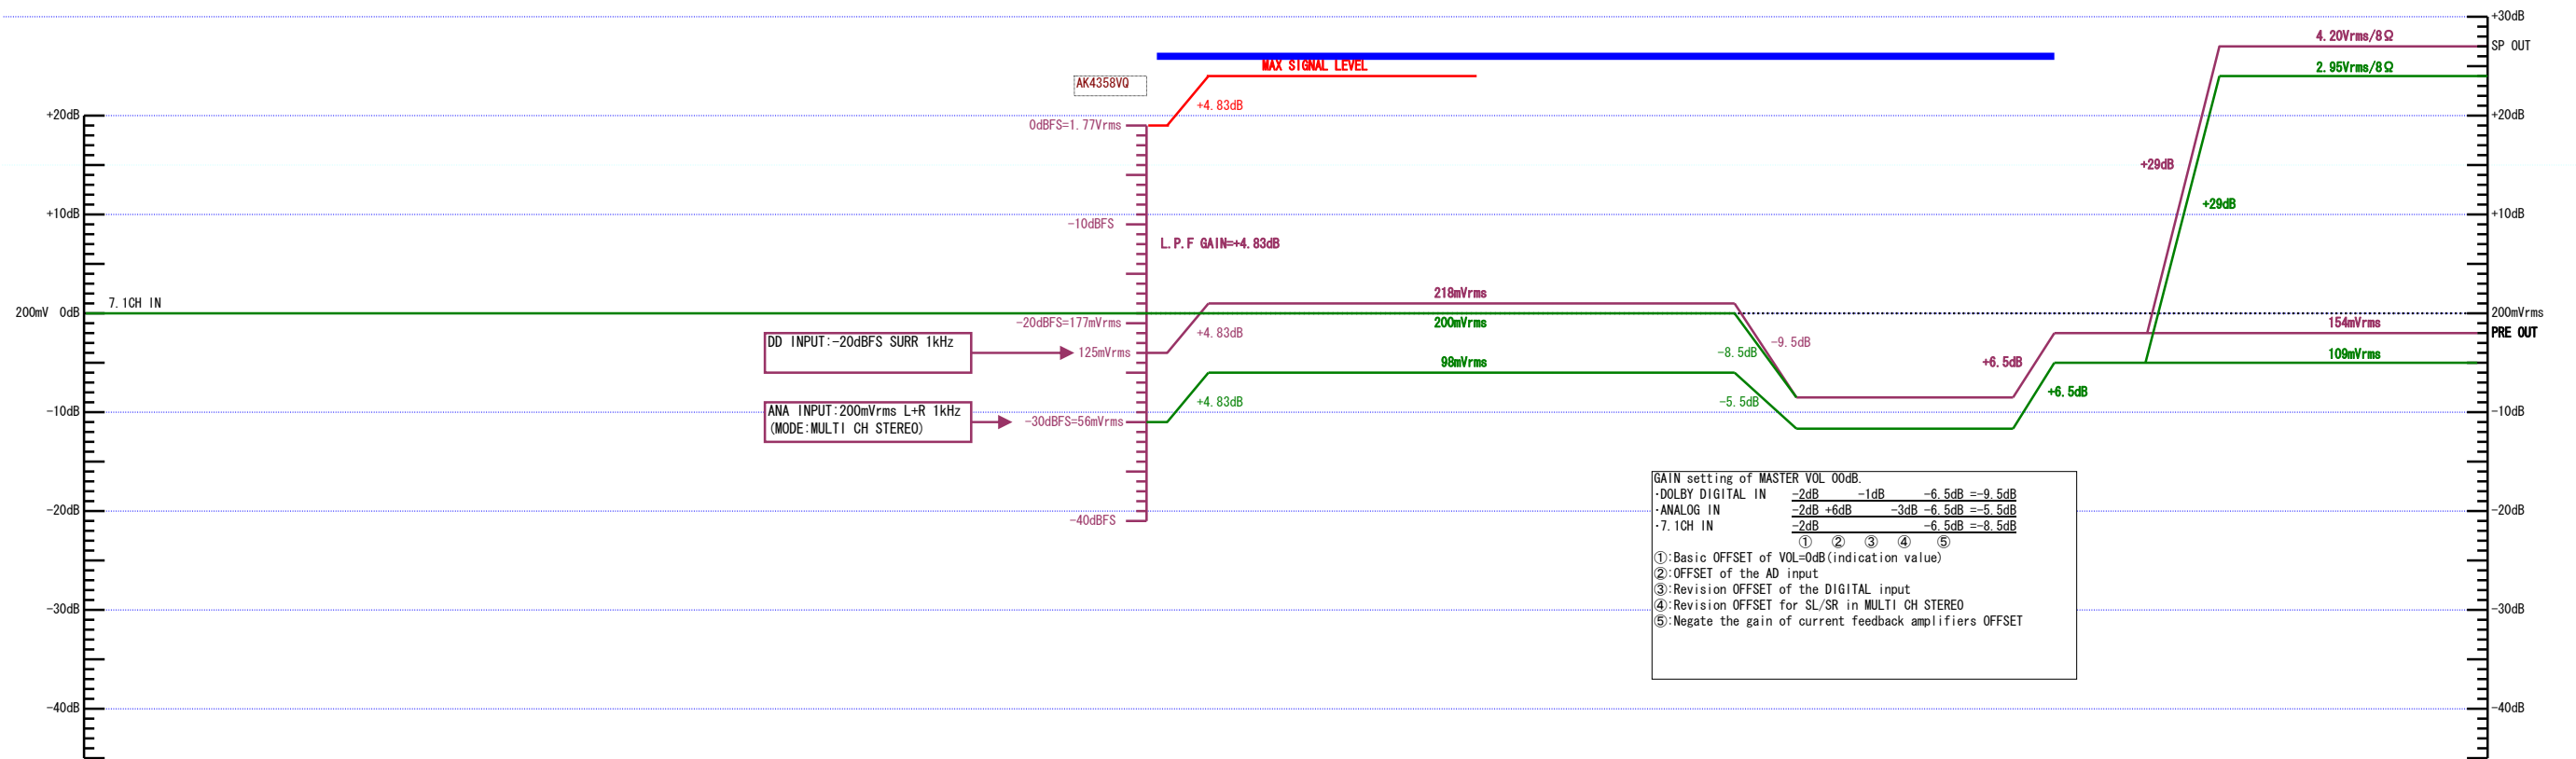 +30dB
4.20Vrms/8Ω
SP OUT
MAX SIGNAL LEVEL
2.95Vrms/8Ω
AK4358VQ
+4.83dB
+20dB
+20dB
0dBFS=1.77Vrms
+29dB
+29dB
+10dB
+10dB
-10dBFS
L.P.F GAIN=+4.83dB
7.1CH IN
218mVrms
200mV 0dB
200mVrms
-20dBFS=177mVrms
200mVrms
154mVrms
PRE OUT
+4.83dB
DD INPUT:-20dBFS SURR 1kHz
125mVrms
-9.5dB
-8.5dB
109mVrms
98mVrms
+6.5dB
+6.5dB
+4.83dB
-5.5dB
-10dB
-10dB
ANA INPUT:200mVrms L+R 1kHz
(MODE:MULTI CH STEREO)
-30dBFS=56mVrms
GAIN setting of MASTER VOL 00dB.
·DOLBY DIGITAL IN -2dB -1dB -6.5dB =-9.5dB
·ANALOG IN -2dB +6dB -3dB -6.5dB =-5.5dB
·7.1CH IN -2dB -6.5dB =-8.5dB
① ② ③ ④ ⑤
①:Basic OFFSET of VOL=0dB(indication value)
②:OFFSET of the AD input
③:Revision OFFSET of the DIGITAL input
④:Revision OFFSET for SL/SR in MULTI CH STEREO
⑤:Negate the gain of current feedback amplifiers OFFSET
-20dB
-40dBFS
-20dB
-30dB
-30dB
-40dB
-40dB